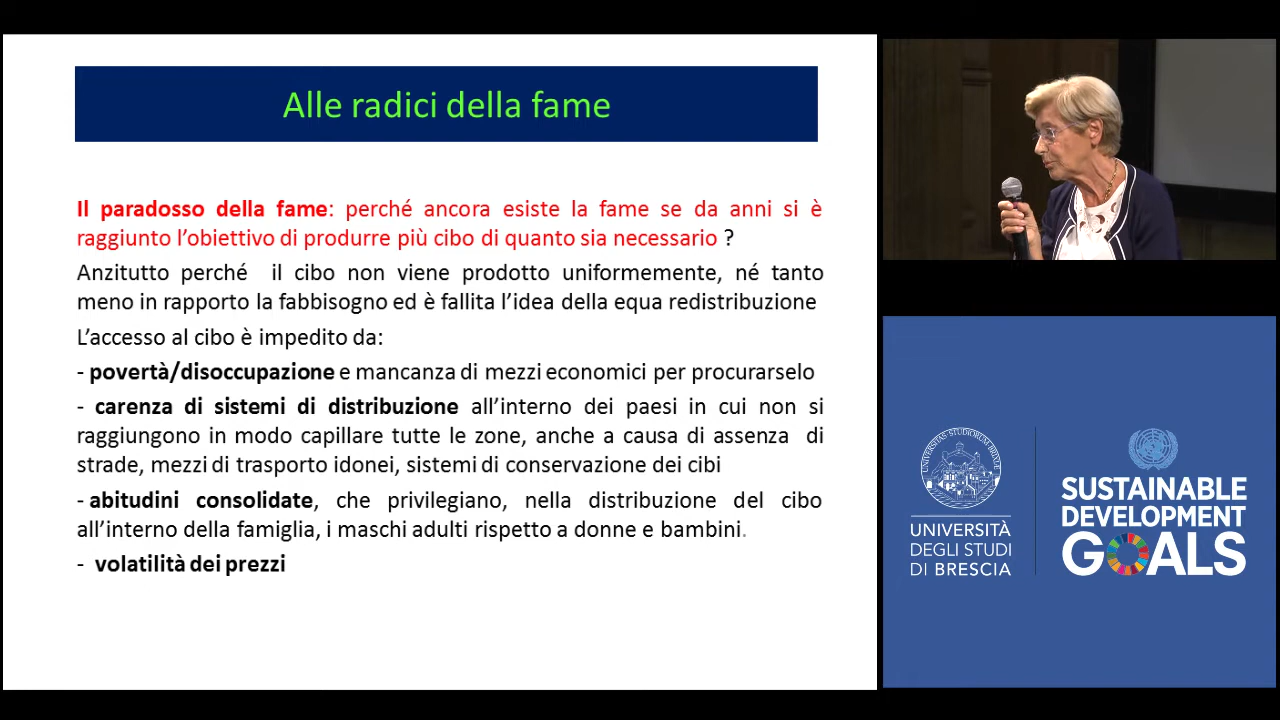 Alle radici della fame
Il paradosso della fame: perché ancora esiste la fame se da anni si è
raggiunto l'obiettivo di produrre più cibo di quanto sia necessario ?
Anzitutto perché il cibo non viene prodotto uniformemente, né tanto
meno in rapporto la fabbisogno ed è fallita l'idea della equa redistribuzione
L'accesso al cibo è impedito da:
- povertà/disoccupazione e mancanza di mezzi economici per procurarselo
- carenza di sistemi di distribuzione all'interno dei paesi in cui non si
raggiungono in modo capillare tutte le zone, anche a causa di assenza di
strade, mezzi di trasporto idonei, sistemi di conservazione dei cibi
- abitudini consolidate, che privilegiano, nella distribuzione del cibo
all'interno della famiglia, i maschi adulti rispetto a donne e bambini.
- volatilità dei prezzi
UNIVERSITAS STUDIORUM BRIXIAE
UNIVERSITÀ
DEGLI STUDI
DI BRESCIA
SUSTAINABLE
DEVELOPMENT
GOALS